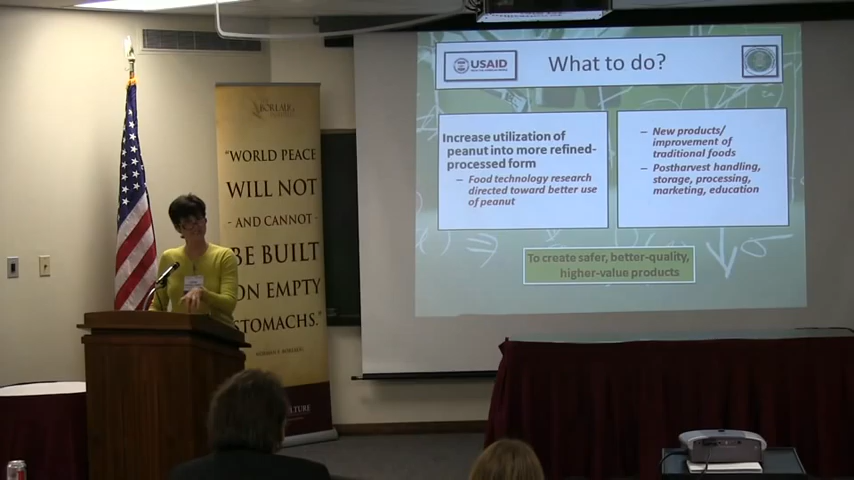 BORLAUG
"WORLD PEACE
WILL NOT
- AND CANNOT -
BE BUILT
ON EMPTY
STOMACHS."
USAID
What to do?
Increase utilization of
peanut into more refined-
processed form
– Food technology research
directed toward better use
of peanut
– New products/
improvement of
traditional foods
– Postharvest handling,
storage, processing,
marketing, education
To create safer, better-quality,
higher-value products